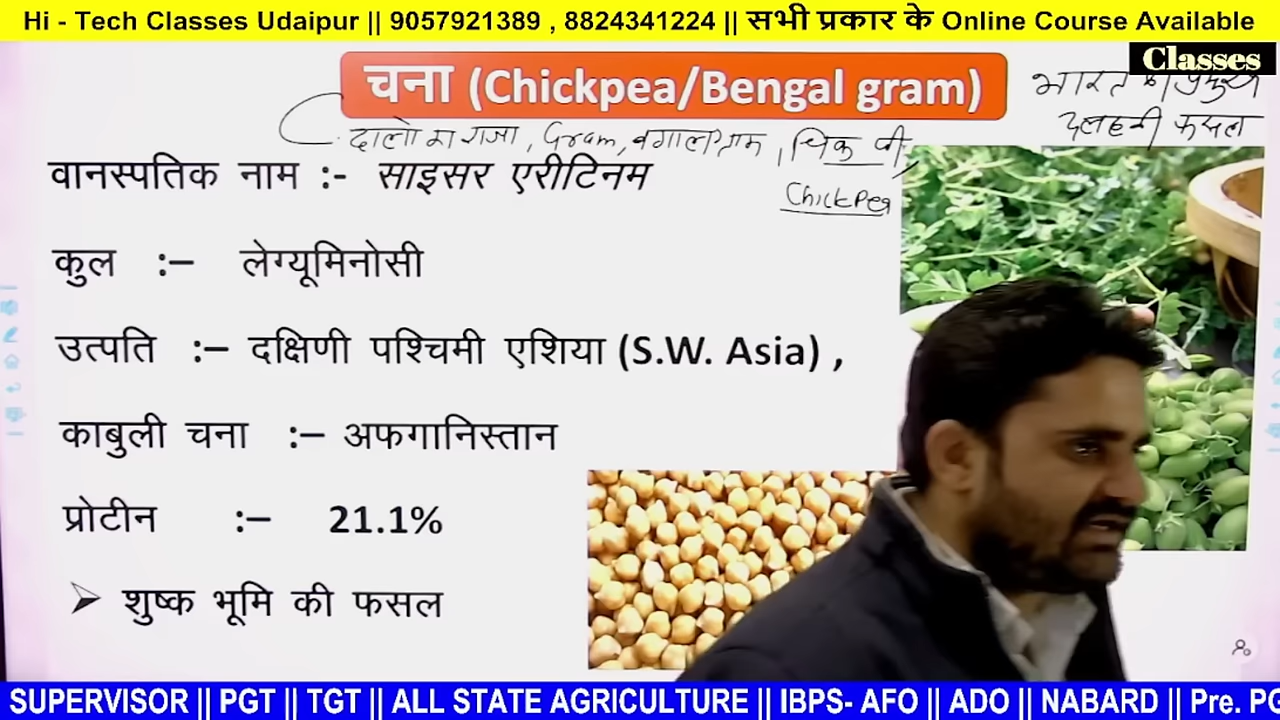 Hi - Tech Classes Udaipur || 9057921389 , 8824341224 || सभी प्रकार के Online Course Available
Classes
चना (Chickpea/Bengal gram)
भारत की प्रमुख
दलहनी फसल
दालो का राजा, Gram, बंगाल ग्राम, चिक पी,
Chickpea
वानस्पतिक नाम :- साइसर एरीटिनम
कुल :– लेग्यूमिनोसी
उत्पति :– दक्षिणी पश्चिमी एशिया (S.W. Asia) ,
काबुली चना :– अफगानिस्तान
प्रोटीन :– 21.1%
➢ शुष्क भूमि की फसल
SUPERVISOR || PGT || TGT || ALL STATE AGRICULTURE || IBPS- AFO || ADO || NABARD || Pre. PG